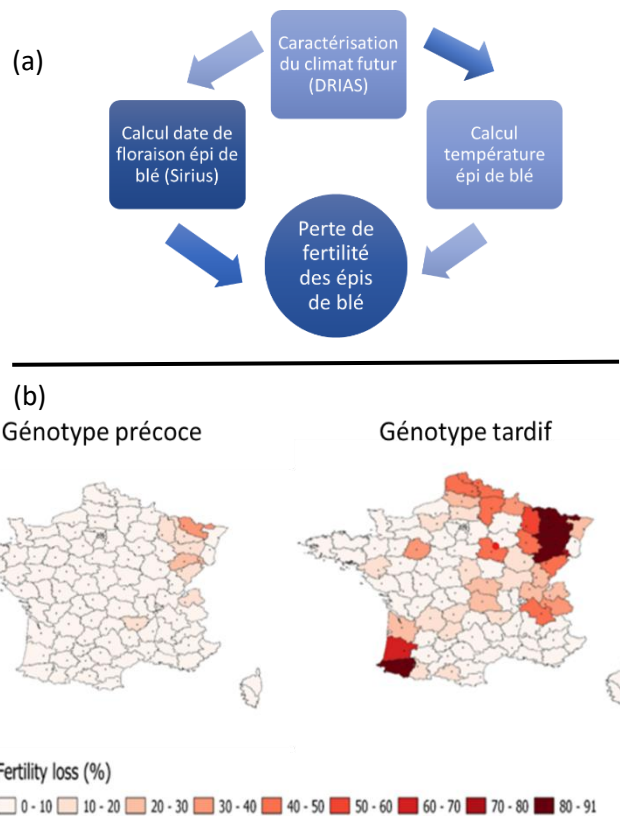 (a)
Caractérisation
du climat futur
(DRIAS)
Calcul date de
floraison épi de
blé (Sirius)
Calcul
température
épi de blé
Perte de
fertilité
des épis
de blé
(b)
Génotype précoce
Génotype tardif
Fertility loss (%)
0 - 10
10 - 20
20 - 30
30 - 40
40 - 50
50 - 60
60 - 70
70 - 80
80 - 91